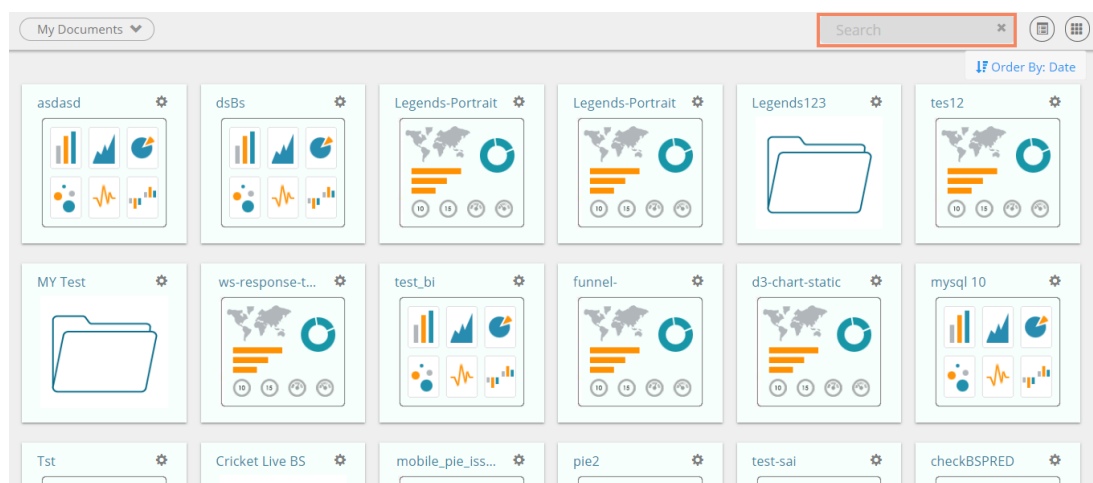 My Documents
Search
Order By: Date
asdasd
dsBs
Legends-Portrait
Legends-Portrait
Legends123
tes12
10 15
10 15
10 15
MY Test
ws-response-t...
test_bi
funnel-
d3-chart-static
mysql 10
10 15
10 15
10 15
Tst
Cricket Live BS
mobile_pie_iss...
pie2
test-sai
checkBSPRED